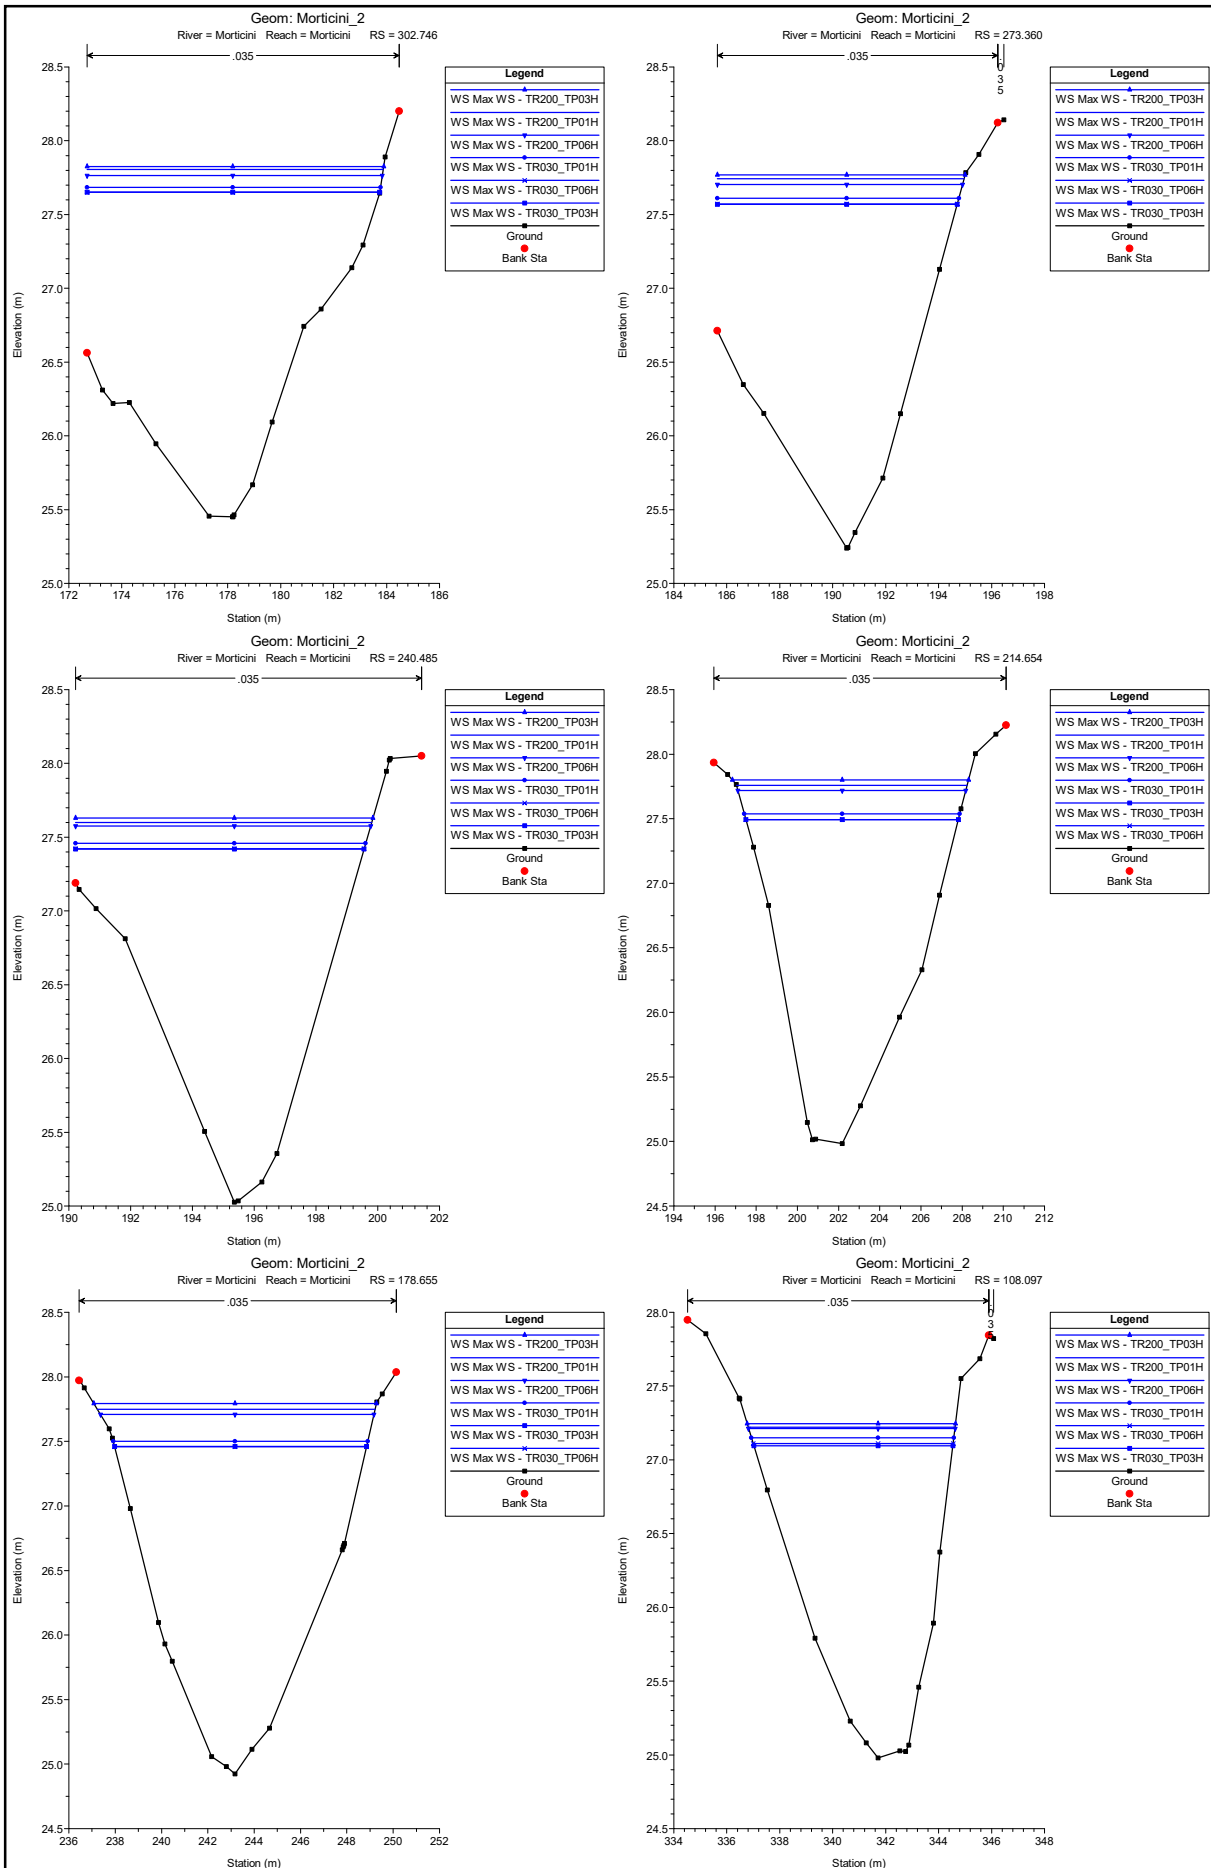 Geom: Morticini_2
River = Morticini Reach = Morticini RS = 302.746
.035
Legend
WS Max WS - TR200_TP03H
WS Max WS - TR200_TP01H
WS Max WS - TR200_TP06H
WS Max WS - TR030_TP01H
WS Max WS - TR030_TP06H
WS Max WS - TR030_TP03H
Ground
Bank Sta
28.5
28.0
27.5
27.0
26.5
26.0
25.5
25.0
Elevation (m)
172 174 176 178 180 182 184 186
Station (m)
Geom: Morticini_2
River = Morticini Reach = Morticini RS = 273.360
.035
.035
Legend
WS Max WS - TR200_TP03H
WS Max WS - TR200_TP01H
WS Max WS - TR200_TP06H
WS Max WS - TR030_TP01H
WS Max WS - TR030_TP06H
WS Max WS - TR030_TP03H
Ground
Bank Sta
28.5
28.0
27.5
27.0
26.5
26.0
25.5
25.0
Elevation (m)
184 186 188 190 192 194 196 198
Station (m)
Geom: Morticini_2
River = Morticini Reach = Morticini RS = 240.485
.035
Legend
WS Max WS - TR200_TP03H
WS Max WS - TR200_TP01H
WS Max WS - TR200_TP06H
WS Max WS - TR030_TP01H
WS Max WS - TR030_TP06H
WS Max WS - TR030_TP03H
Ground
Bank Sta
28.5
28.0
27.5
27.0
26.5
26.0
25.5
25.0
Elevation (m)
190 192 194 196 198 200 202
Station (m)
Geom: Morticini_2
River = Morticini Reach = Morticini RS = 214.654
.035
Legend
WS Max WS - TR200_TP03H
WS Max WS - TR200_TP01H
WS Max WS - TR200_TP06H
WS Max WS - TR030_TP01H
WS Max WS - TR030_TP03H
WS Max WS - TR030_TP06H
Ground
Bank Sta
28.5
28.0
27.5
27.0
26.5
26.0
25.5
25.0
24.5
Elevation (m)
194 196 198 200 202 204 206 208 210 212
Station (m)
Geom: Morticini_2
River = Morticini Reach = Morticini RS = 178.655
.035
Legend
WS Max WS - TR200_TP03H
WS Max WS - TR200_TP01H
WS Max WS - TR200_TP06H
WS Max WS - TR030_TP01H
WS Max WS - TR030_TP03H
WS Max WS - TR030_TP06H
Ground
Bank Sta
28.5
28.0
27.5
27.0
26.5
26.0
25.5
25.0
24.5
Elevation (m)
236 238 240 242 244 246 248 250 252
Station (m)
Geom: Morticini_2
River = Morticini Reach = Morticini RS = 108.097
.035
.035
Legend
WS Max WS - TR200_TP03H
WS Max WS - TR200_TP01H
WS Max WS - TR200_TP06H
WS Max WS - TR030_TP01H
WS Max WS - TR030_TP06H
WS Max WS - TR030_TP03H
Ground
Bank Sta
28.0
27.5
27.0
26.5
26.0
25.5
25.0
24.5
Elevation (m)
334 336 338 340 342 344 346 348
Station (m)